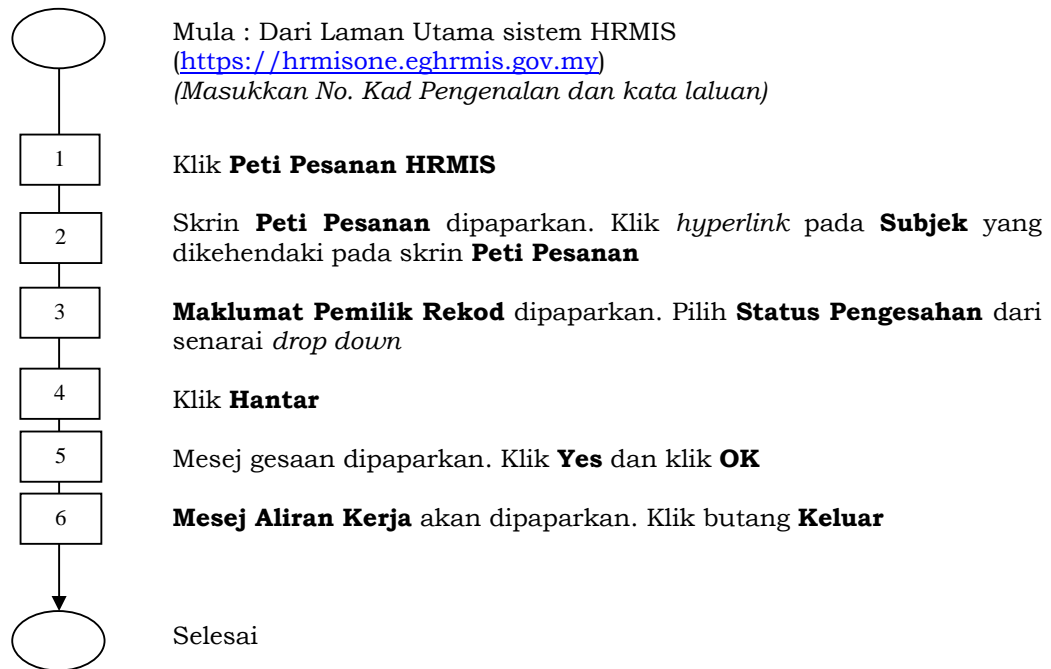 Mula : Dari Laman Utama sistem HRMIS
(https://hrmisone.eghrmis.gov.my)
(Masukkan No. Kad Pengenalan dan kata laluan)
1
Klik Peti Pesanan HRMIS
2
Skrin Peti Pesanan dipaparkan. Klik hyperlink pada Subjek yang
dikehendaki pada skrin Peti Pesanan
3
Maklumat Pemilik Rekod dipaparkan. Pilih Status Pengesahan dari
senarai drop down
4
Klik Hantar
5
Mesej gesaan dipaparkan. Klik Yes dan klik OK
6
Mesej Aliran Kerja akan dipaparkan. Klik butang Keluar
Selesai